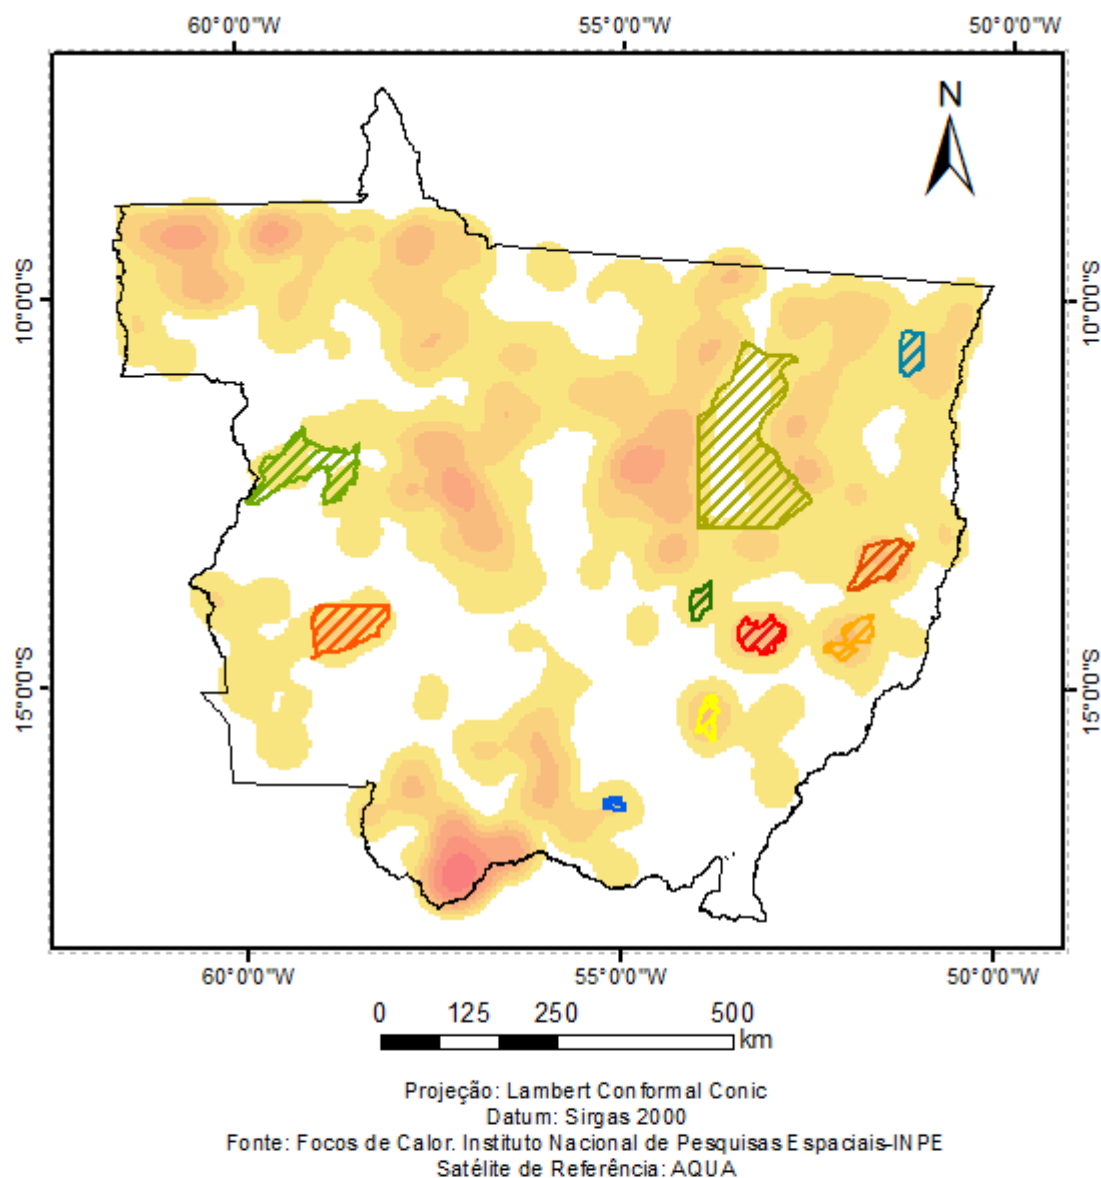 60°0'0"W 55°0'0"W 50°0'0"W
N
10°0'0"S 10°0'0"S
15°0'0"S 15°0'0"S
60°0'0"W 55°0'0"W 50°0'0"W
0 125 250 500
km
Projeção: Lambert Conformal Conic
Datum: Sirgas 2000
Fonte: Focos de Calor. Instituto Nacional de Pesquisas Espaciais-INPE
Satélite de Referência: AQUA